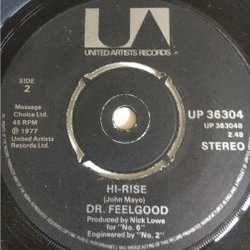 UA
UNITED ARTISTS RECORDS
SIDE
2
Message
Choice Ltd.
45 RPM
℗ 1977
United Artists
Records Ltd.
UP 36304
UP 36304B
2.48
STEREO
HI-RISE
(John Mayo)
DR. FEELGOOD
Produced by Nick Lowe
for "No. 6"
Engineered by "No. 2"